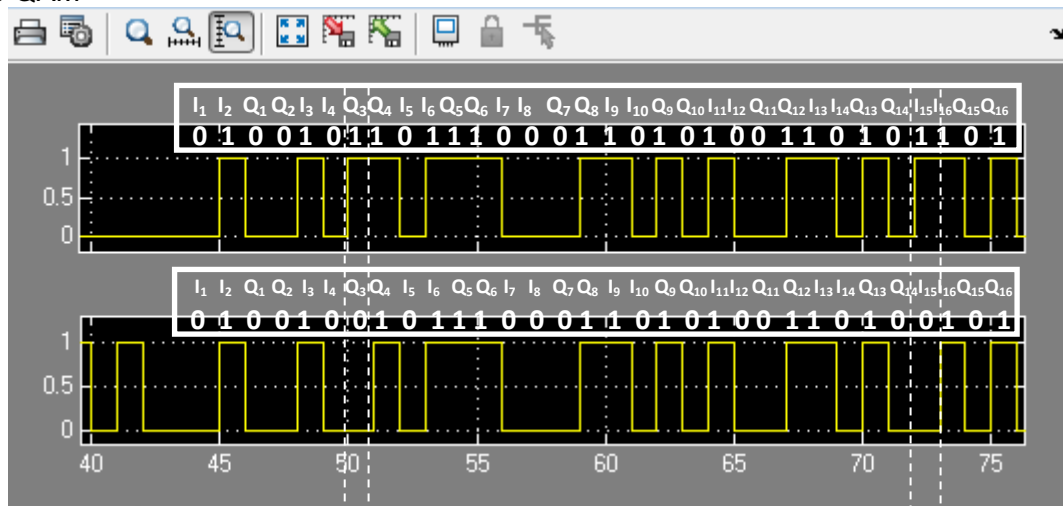 I₁ I₂ Q₁ Q₂ I₃ I₄ Q₃ Q₄ I₅ I₆ Q₅ Q₆ I₇ I₈ Q₇ Q₈ I₉ I₁₀ Q₉ Q₁₀ I₁₁ I₁₂ Q₁₁ Q₁₂ I₁₃ I₁₄ Q₁₃ Q₁₄ I₁₅ I₁₆ Q₁₅ Q₁₆
0 1 0 0 1 0 1 1 0 1 1 1 0 0 0 1 1 0 1 0 1 0 0 1 1 0 1 0 1 1 0 1
1
0.5
0
I₁ I₂ Q₁ Q₂ I₃ I₄ Q₃ Q₄ I₅ I₆ Q₅ Q₆ I₇ I₈ Q₇ Q₈ I₉ I₁₀ Q₉ Q₁₀ I₁₁ I₁₂ Q₁₁ Q₁₂ I₁₃ I₁₄ Q₁₃ Q₁₄ I₁₅ I₁₆ Q₁₅ Q₁₆
0 1 0 0 1 0 0 1 0 1 1 1 0 0 0 1 1 0 1 0 1 0 0 1 1 0 1 0 0 1 0 1
1
0.5
0
40 45 50 55 60 65 70 75